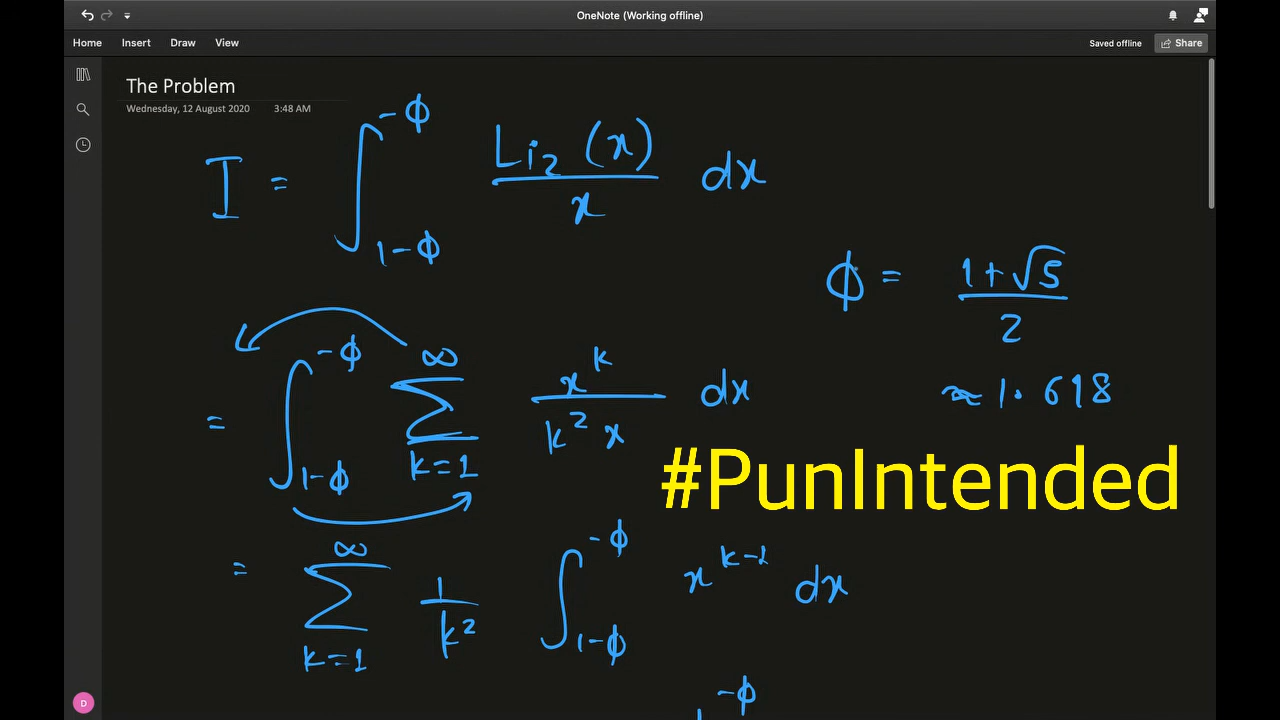 OneNote (Working offline)
Home Insert Draw View
Saved offline Share
The Problem
Wednesday, 12 August 2020 3:48 AM
I = ∫_{1-ϕ}^{-ϕ} Li₂(x)/x dx
ϕ = (1+√5)/2
≈ 1.618
= ∫_{1-ϕ}^{-ϕ} ∑_{k=1}^{∞} x^k/(k² x) dx
#PunIntended
= ∑_{k=1}^{∞} 1/k² ∫_{1-ϕ}^{-ϕ} x^{k-1} dx
-ϕ
D